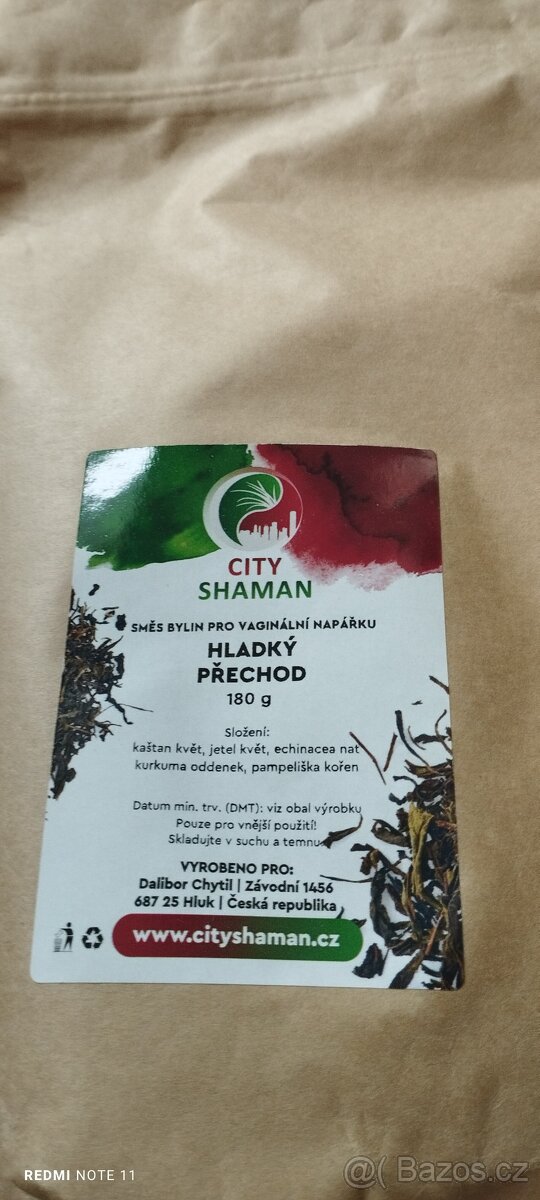 CITY
SHAMAN
SMĚS BYLIN PRO VAGINÁLNÍ NAPÁŘKU
HLADKÝ
PŘECHOD
180 g
Složení:
kaštan květ, jetel květ, echinacea nať
kurkuma oddenek, pampeliška kořen
Datum min. trv. (DMT): viz obal výrobku
Pouze pro vnější použití!
Skladujte v suchu a temnu
VYROBENO PRO:
Dalibor Chytil | Závodní 1456
687 25 Hluk | Česká republika
www.cityshaman.cz
REDMI NOTE 11
Bazos.cz